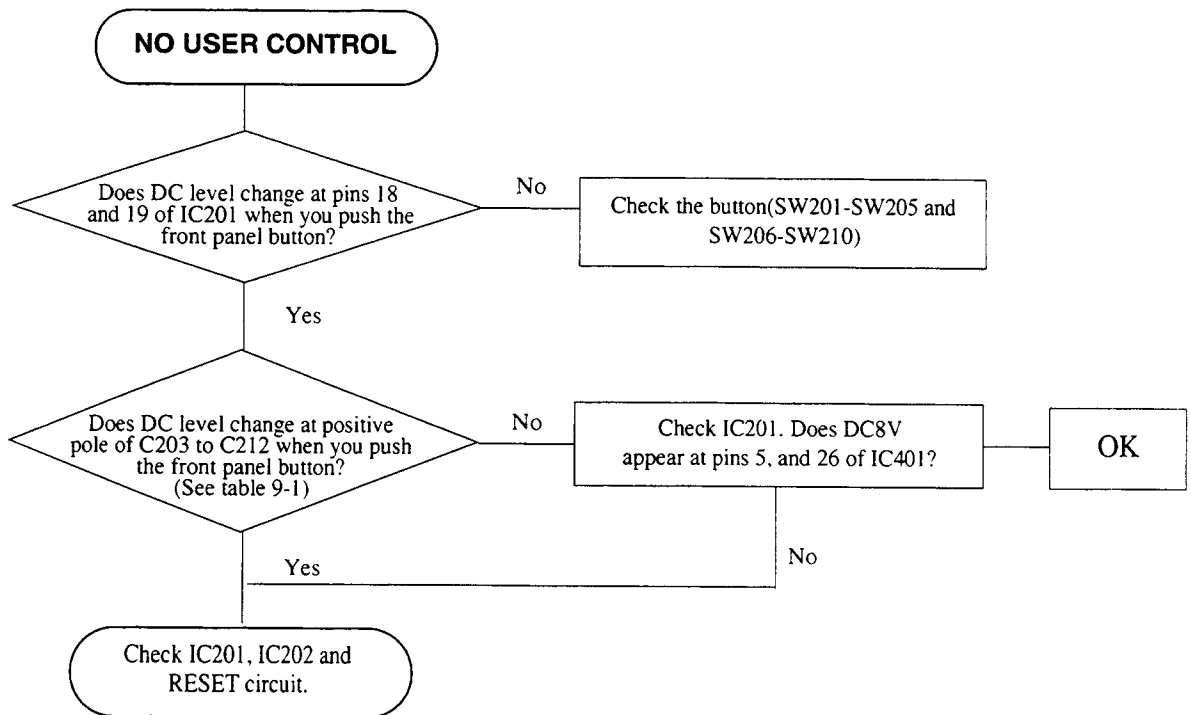 NO USER CONTROL
Does DC level change at pins 18
and 19 of IC201 when you push the
front panel button?
No
Check the button(SW201-SW205 and
SW206-SW210)
Yes
Does DC level change at positive
pole of C203 to C212 when you push
the front panel button?
(See table 9-1)
No
Check IC201. Does DC8V
appear at pins 5, and 26 of IC401?
OK
Yes
No
Check IC201, IC202 and
RESET circuit.